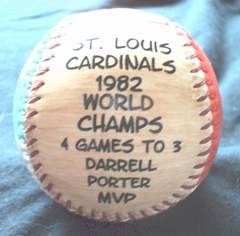 ST. LOUIS
CARDINALS
1982
WORLD
CHAMPS
4 GAMES TO 3
DARRELL
PORTER
MVP